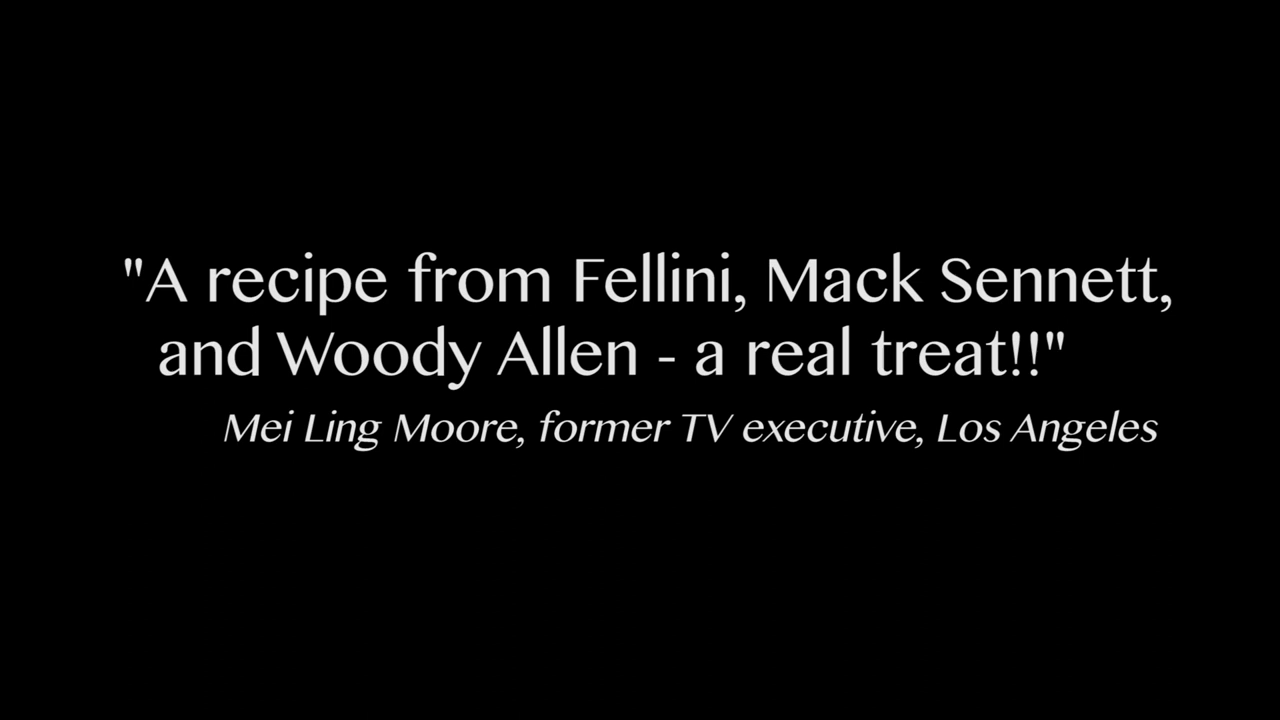 "A recipe from Fellini, Mack Sennett,
and Woody Allen - a real treat!!"
Mei Ling Moore, former TV executive, Los Angeles